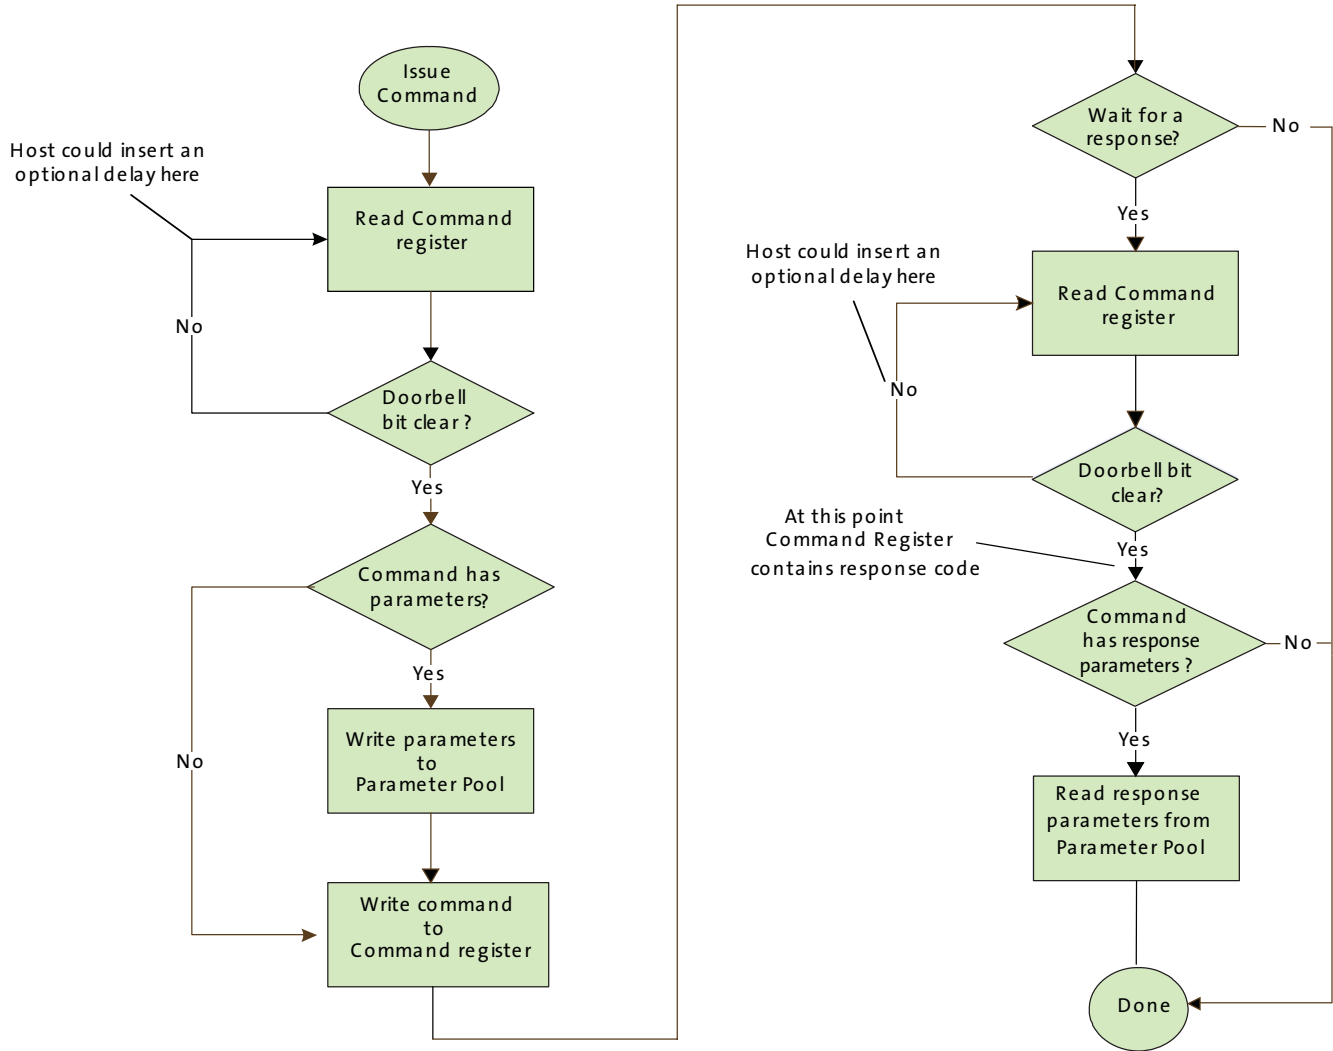 Issue
Command
Host could insert an
optional delay here
Read Command
register
No
Doorbell
bit clear ?
Yes
Command has
parameters?
Yes
Write parameters
to
Parameter Pool
No
Write command
to
Command register
Wait for a
response?
No
Yes
Host could insert an
optional delay here
Read Command
register
No
Doorbell bit
clear?
At this point
Command Register
contains response code
Yes
Command
has response
parameters ?
No
Yes
Read response
parameters from
Parameter Pool
Done